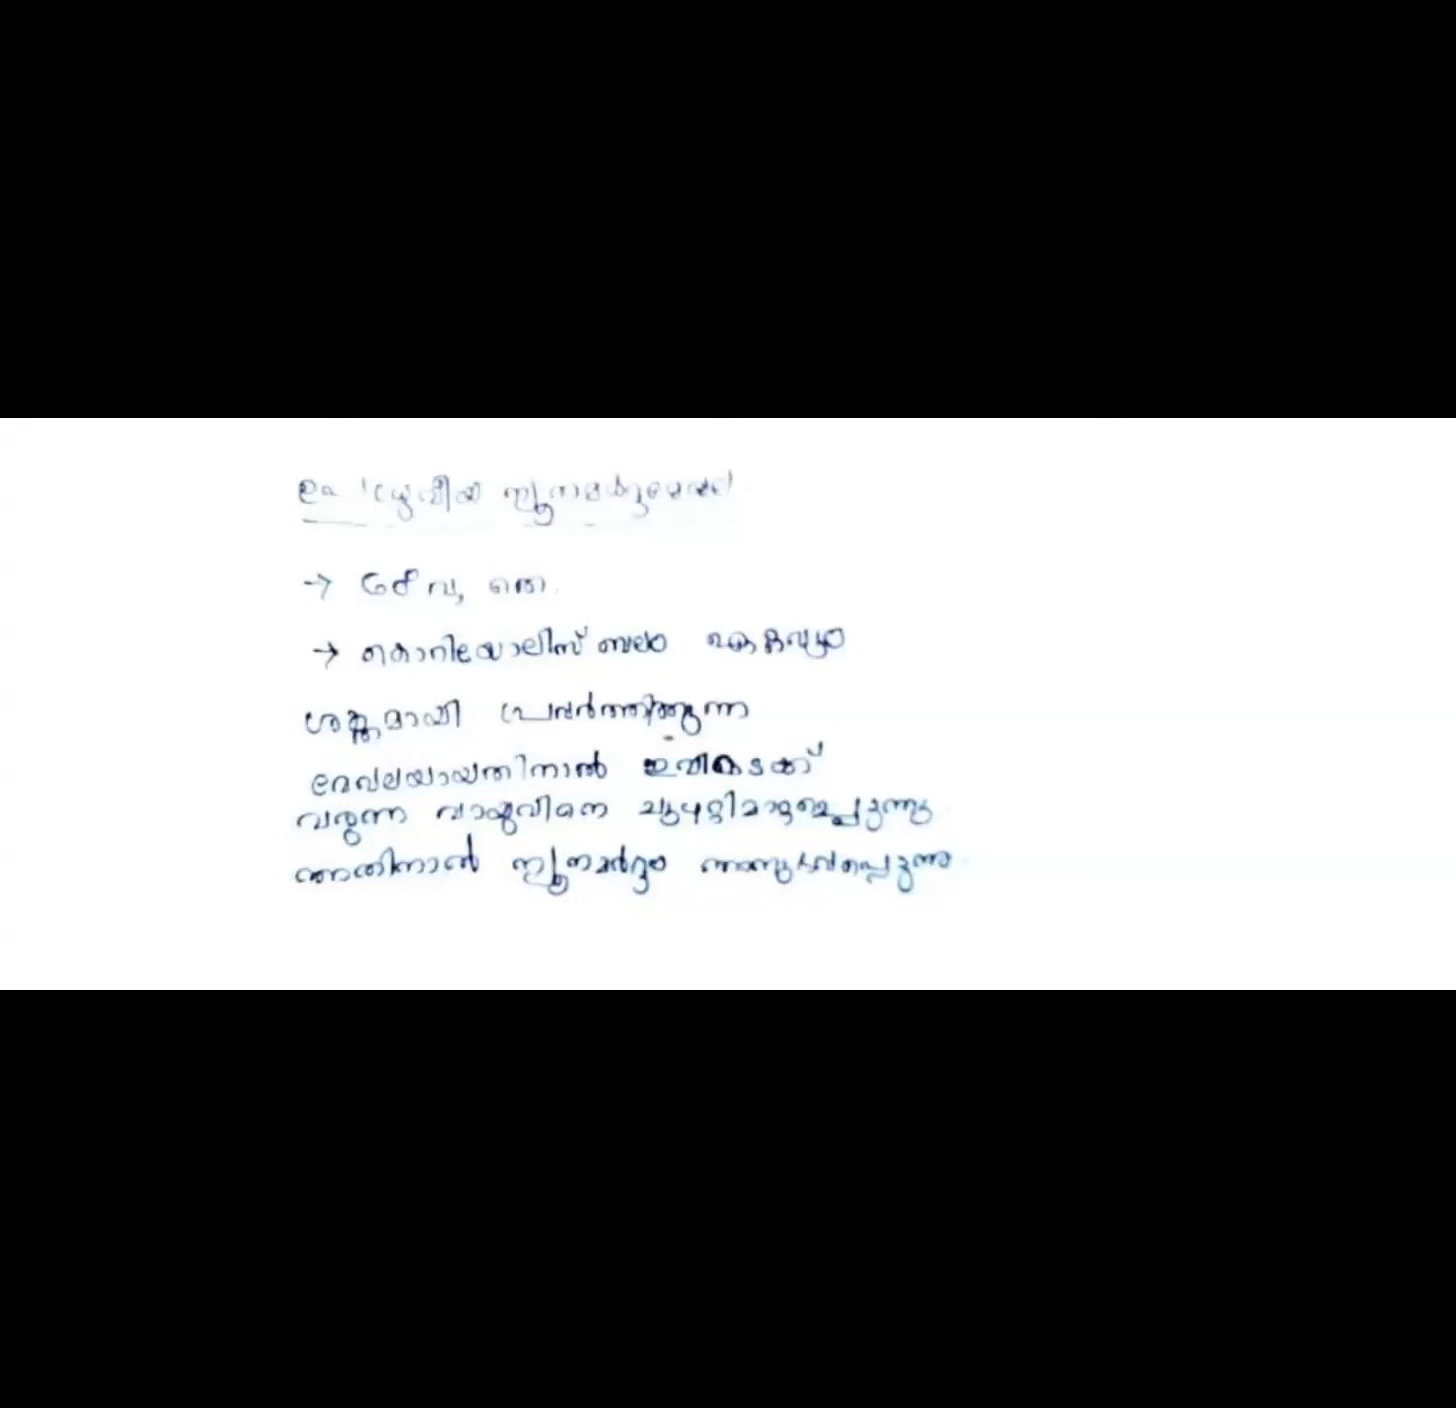 ഉപധ്രുവീയ ന്യൂനമർദ്ദമേഖല
→ 60° വ, തെ
→ കൊറിയോലിസ് ബലം ഏറ്റവും
ശക്തമായി പ്രവർത്തിക്കുന്ന
മേഖലയായതിനാൽ ഇവിടേക്ക്
വരുന്ന വായുവിനെ ചുഴറ്റിമാറ്റപ്പെടുന്നു
അതിനാൽ ന്യൂനമർദ്ദം അനുഭവപ്പെടുന്നു